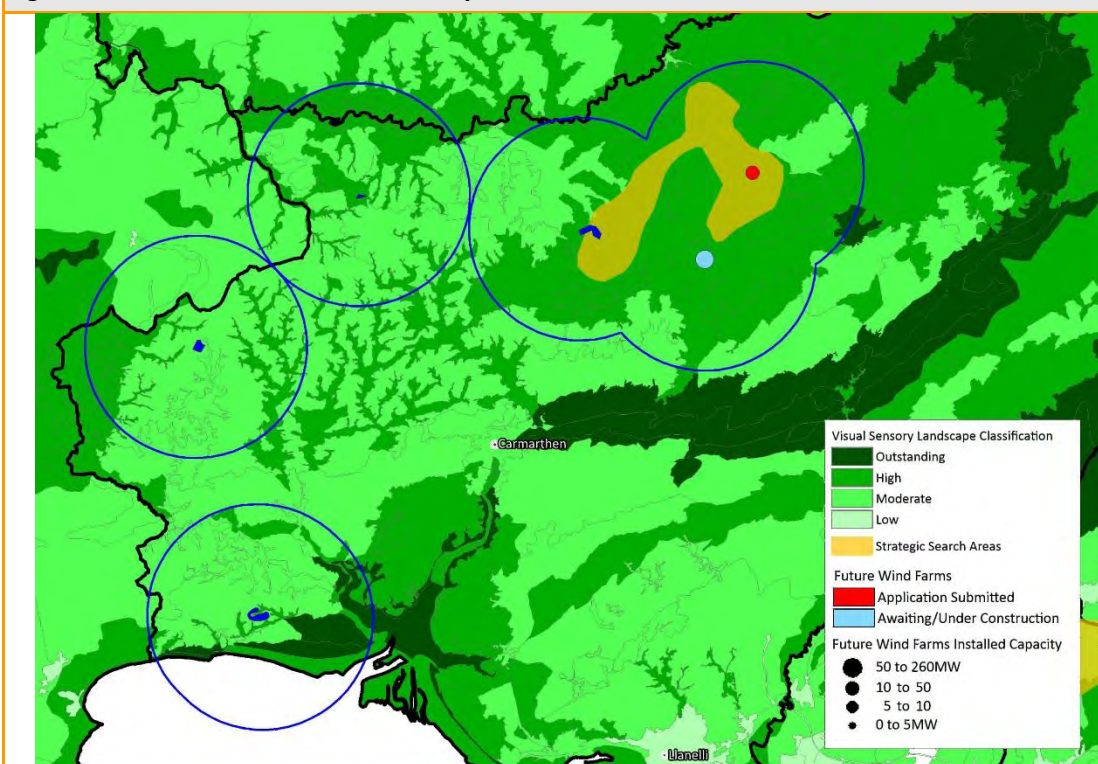 Carmarthen
Llanelli
Visual Sensory Landscape Classification
Outstanding
High
Moderate
Low
Strategic Search Areas
Future Wind Farms
Application Submitted
Awaiting/Under Construction
Future Wind Farms Installed Capacity
50 to 260MW
10 to 50
5 to 10
0 to 5MW